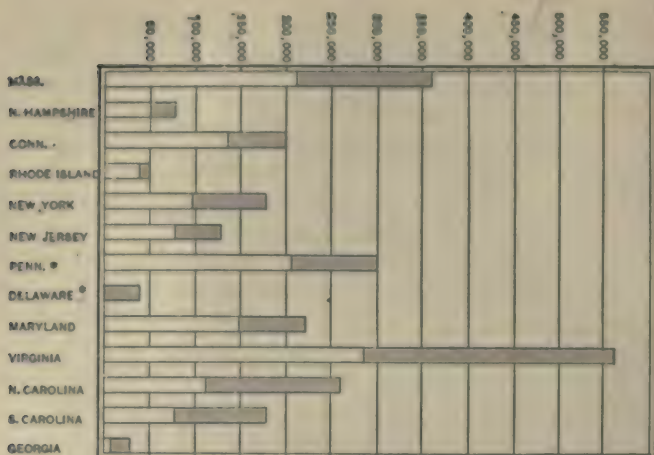 50,000
100,000
150,000
200,000
250,000
300,000
350,000
400,000
450,000
500,000
550,000
MASS.
N. HAMPSHIRE
CONN.
RHODE ISLAND
NEW YORK
NEW JERSEY
PENN. *
DELAWARE *
MARYLAND
VIRGINIA
N. CAROLINA
S. CAROLINA
GEORGIA